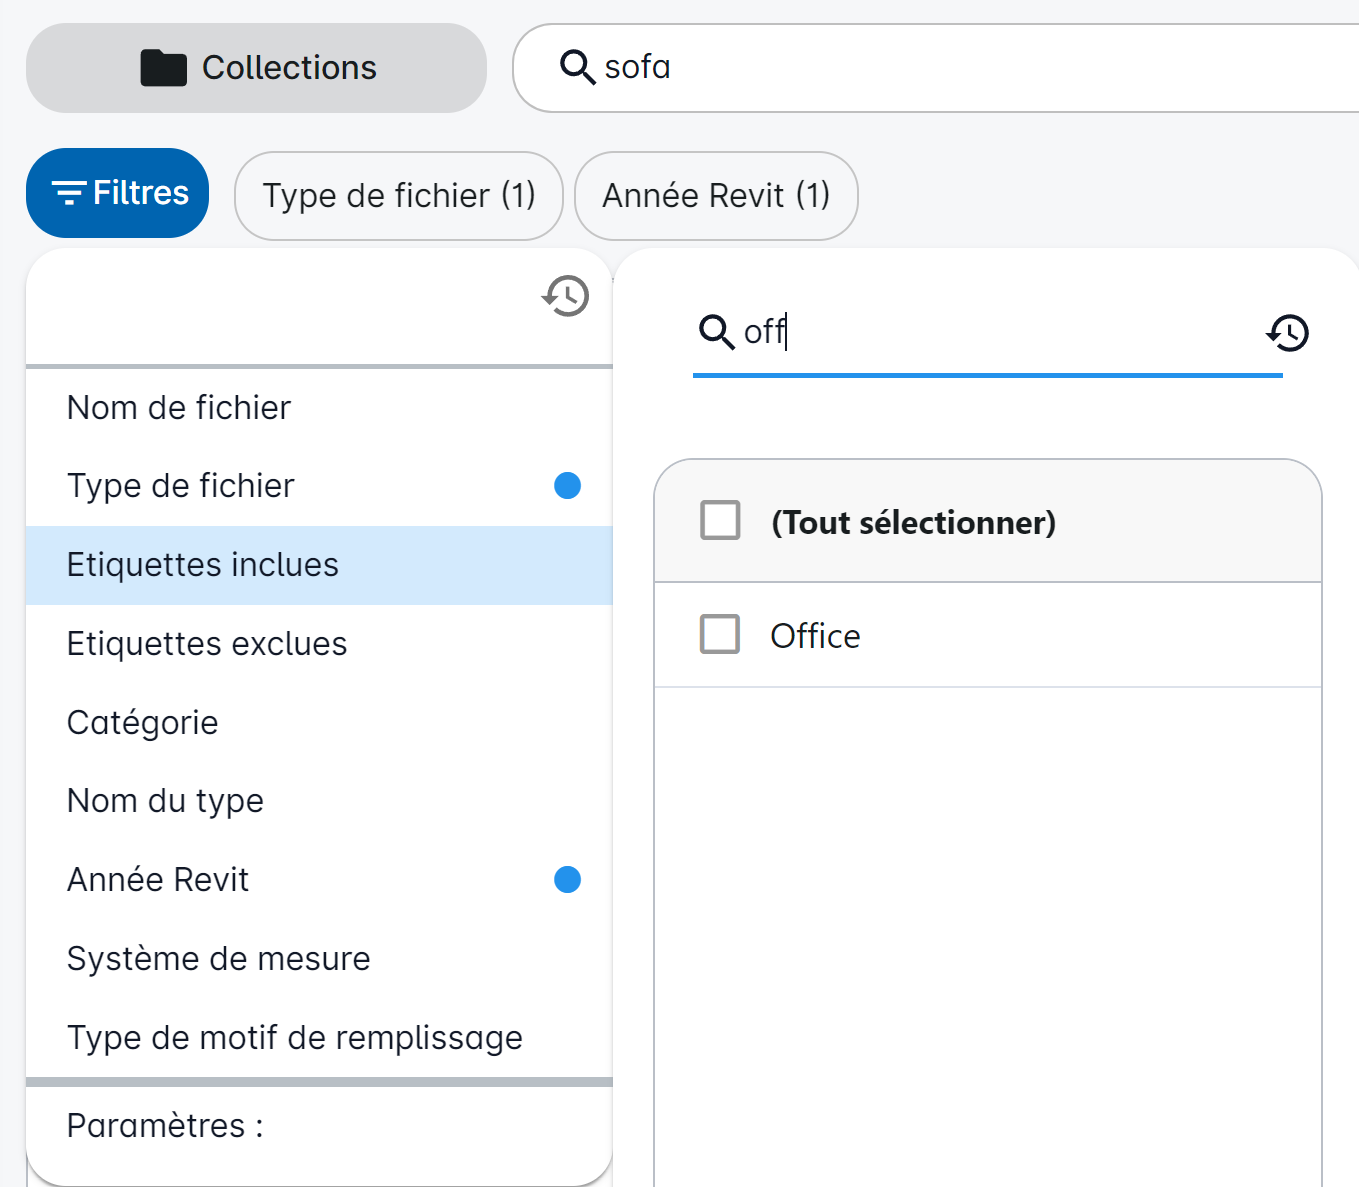 Collections
sofa
Filtres
Type de fichier (1)
Année Revit (1)
off
Nom de fichier
Type de fichier
Etiquettes inclues
Etiquettes exclues
Catégorie
Nom du type
Année Revit
Système de mesure
Type de motif de remplissage
Paramètres :
(Tout sélectionner)
Office